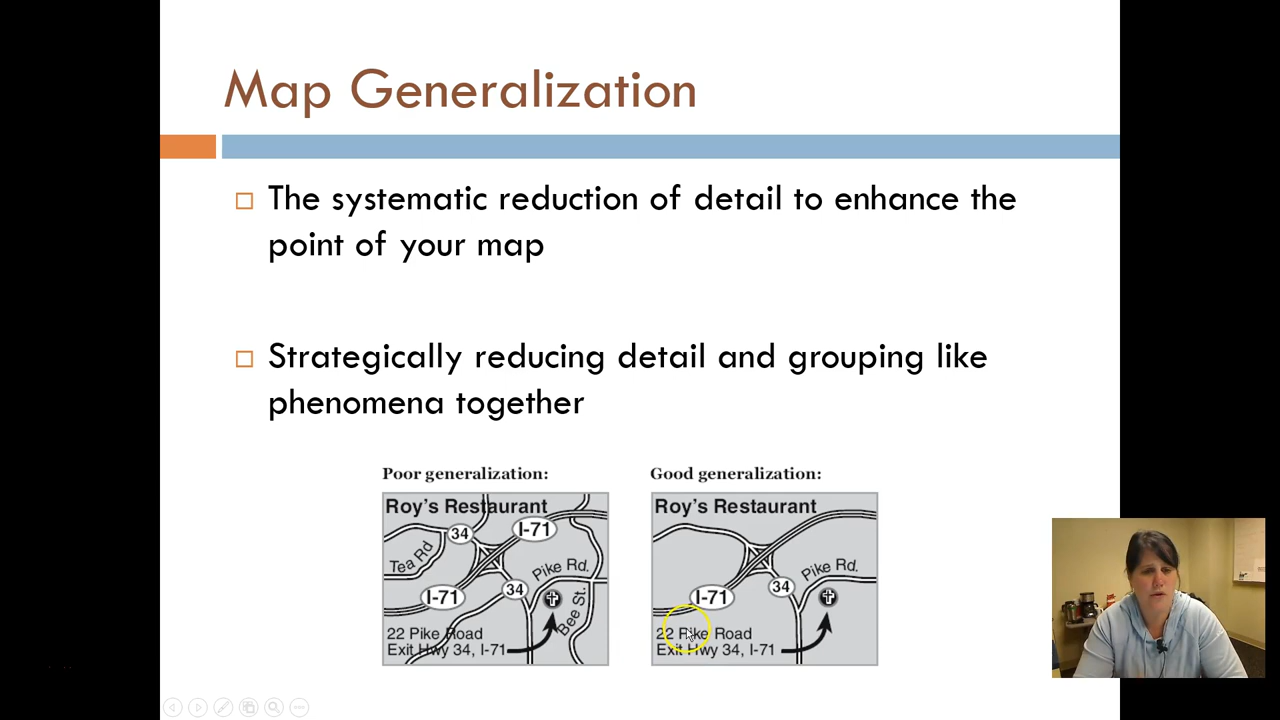 Map Generalization
The systematic reduction of detail to enhance the
point of your map
Strategically reducing detail and grouping like
phenomena together
Poor generalization:
Roy's Restaurant
34
I-71
Tea Rd
Pike Rd.
I-71
34
Bee St.
22 Pike Road
Exit Hwy 34, I-71
Good generalization:
Roy's Restaurant
Pike Rd.
I-71
34
22 Pike Road
Exit Hwy 34, I-71